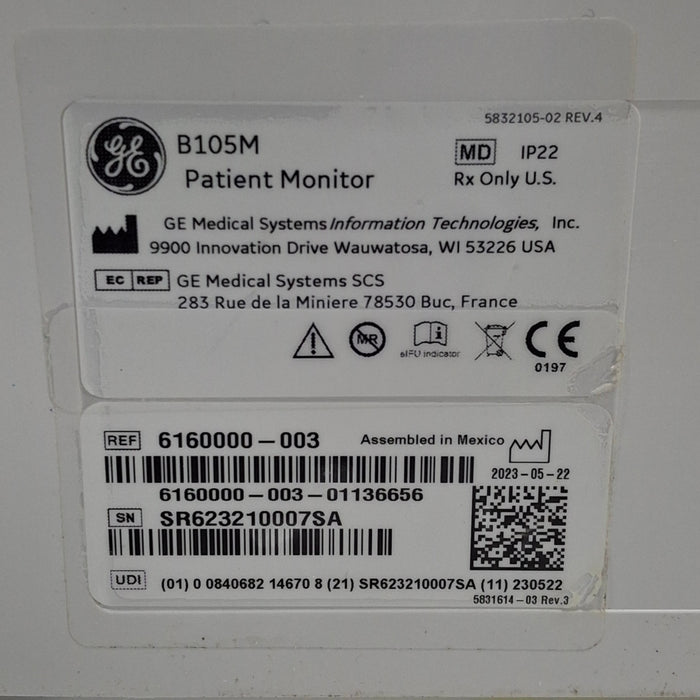 5832105-02 REV.4
GE
B105M
MD IP22
Patient Monitor
Rx Only U.S.
GE Medical Systems Information Technologies, Inc.
9900 Innovation Drive Wauwatosa, WI 53226 USA
EC REP GE Medical Systems SCS
283 Rue de la Miniere 78530 Buc, France
MR
eIFU indicator
CE
0197
REF 6160000-003
Assembled in Mexico
2023-05-22
6160000-003-01136656
SN SR623210007SA
UDI (01) 0 0840682 14670 8 (21) SR623210007SA (11) 230522
5831614-03 Rev.3